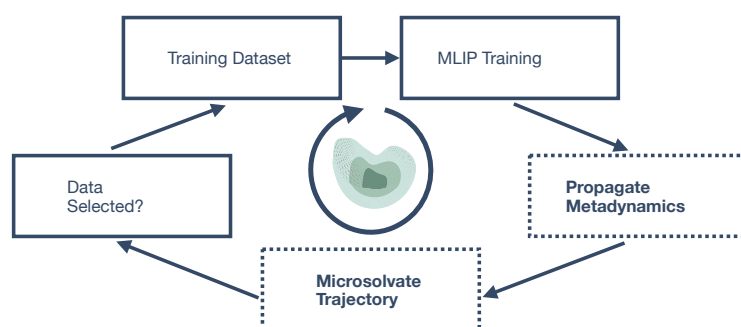 Training Dataset
MLIP Training
Data
Selected?
Propagate
Metadynamics
Microsolvate
Trajectory